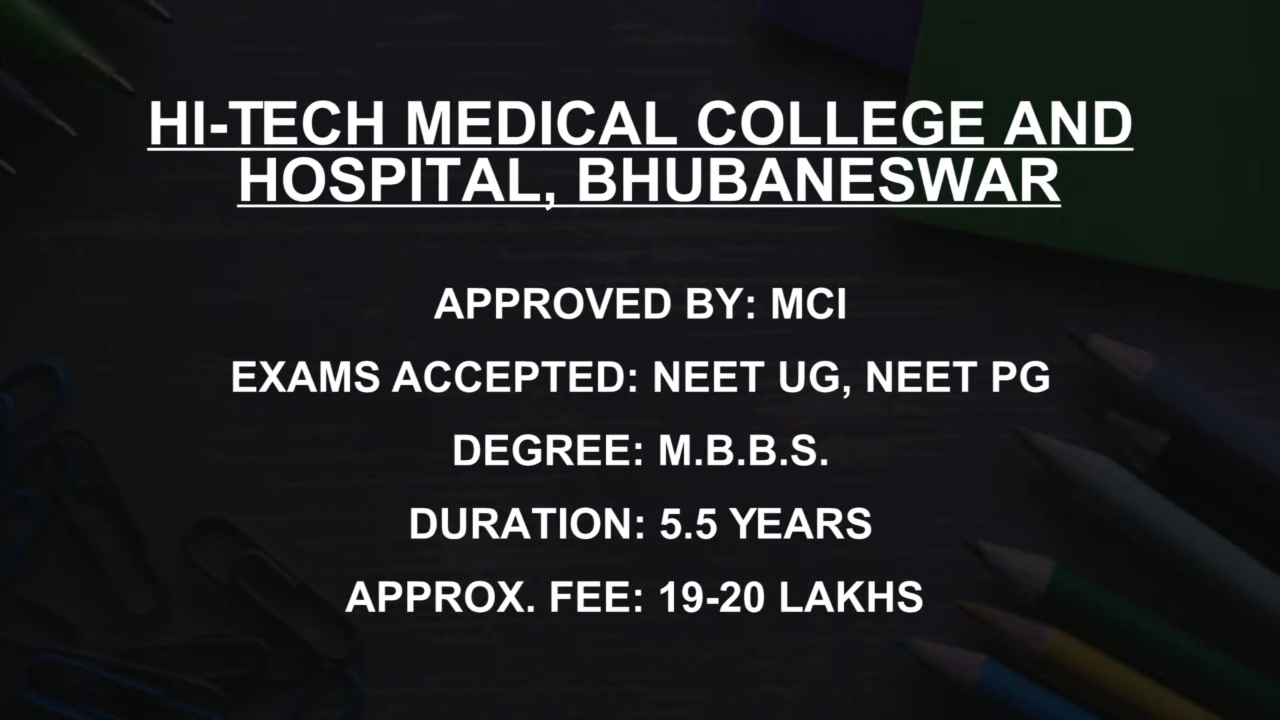 HI-TECH MEDICAL COLLEGE AND
HOSPITAL, BHUBANESWAR
APPROVED BY: MCI
EXAMS ACCEPTED: NEET UG, NEET PG
DEGREE: M.B.B.S.
DURATION: 5.5 YEARS
APPROX. FEE: 19-20 LAKHS